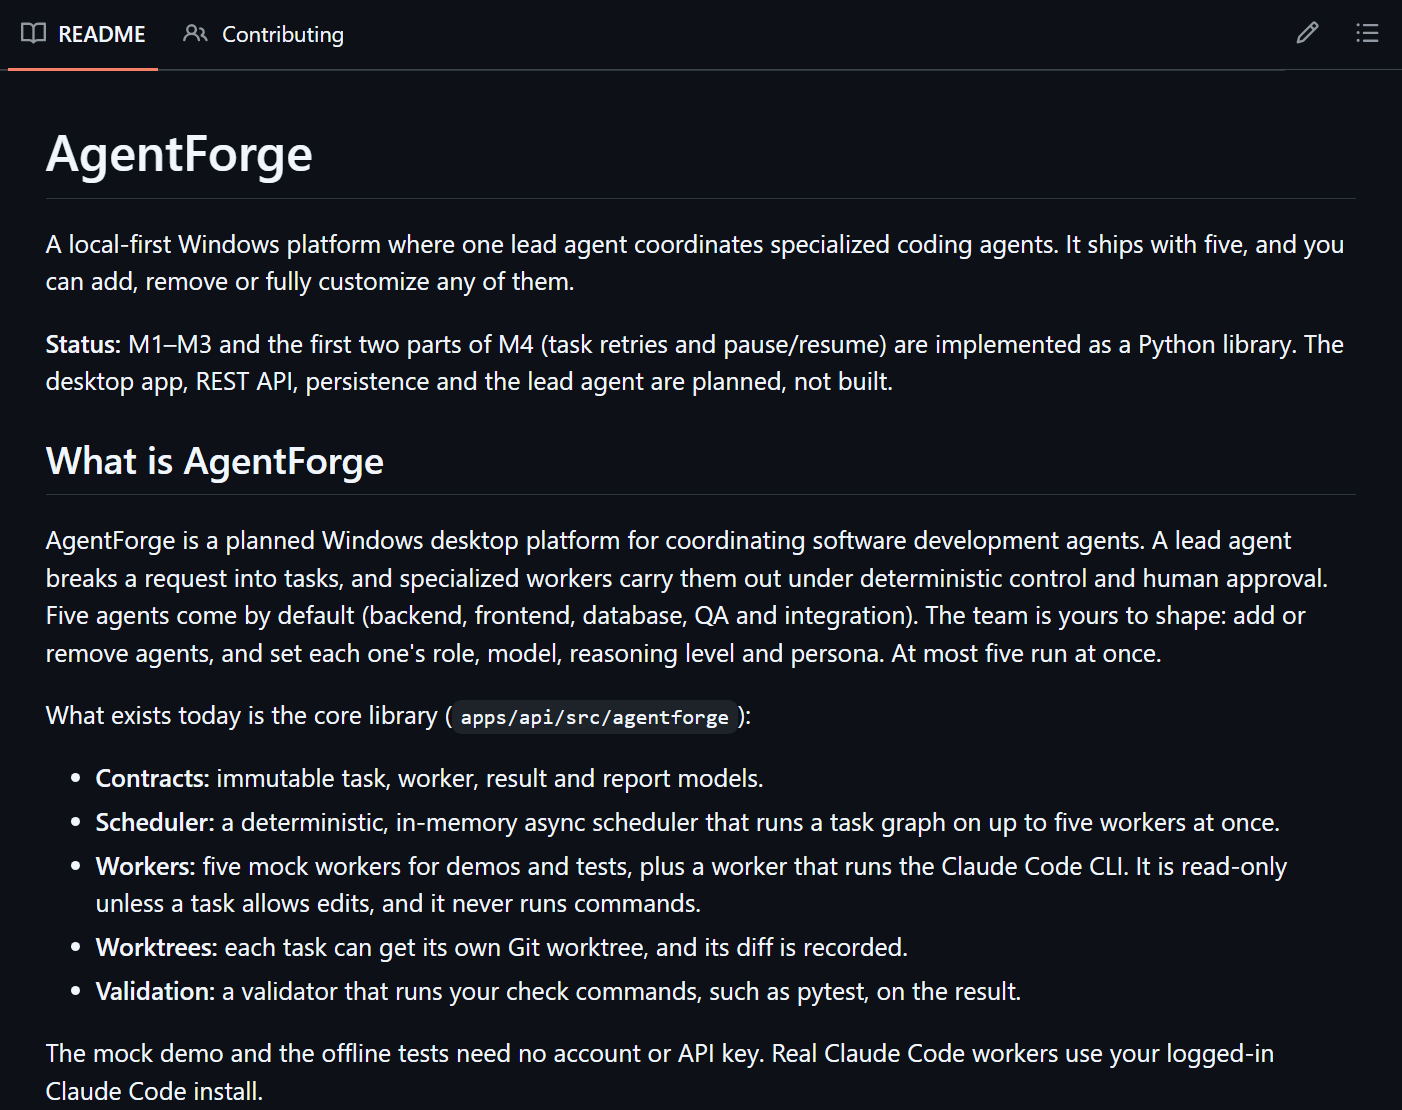 README
Contributing
AgentForge
A local-first Windows platform where one lead agent coordinates specialized coding agents. It ships with five, and you
can add, remove or fully customize any of them.
Status: M1–M3 and the first two parts of M4 (task retries and pause/resume) are implemented as a Python library. The
desktop app, REST API, persistence and the lead agent are planned, not built.
What is AgentForge
AgentForge is a planned Windows desktop platform for coordinating software development agents. A lead agent
breaks a request into tasks, and specialized workers carry them out under deterministic control and human approval.
Five agents come by default (backend, frontend, database, QA and integration). The team is yours to shape: add or
remove agents, and set each one's role, model, reasoning level and persona. At most five run at once.
What exists today is the core library (apps/api/src/agentforge):
• Contracts: immutable task, worker, result and report models.
• Scheduler: a deterministic, in-memory async scheduler that runs a task graph on up to five workers at once.
• Workers: five mock workers for demos and tests, plus a worker that runs the Claude Code CLI. It is read-only
unless a task allows edits, and it never runs commands.
• Worktrees: each task can get its own Git worktree, and its diff is recorded.
• Validation: a validator that runs your check commands, such as pytest, on the result.
The mock demo and the offline tests need no account or API key. Real Claude Code workers use your logged-in
Claude Code install.